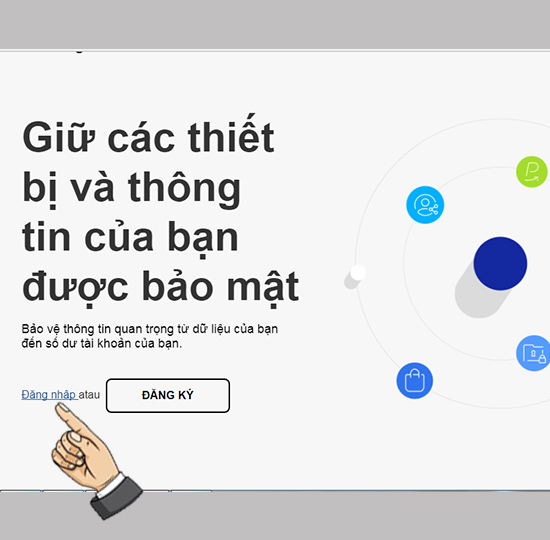 Giữ các thiết
bị và thông
tin của bạn
được bảo mật
Bảo vệ thông tin quan trọng từ dữ liệu của bạn
đến số dư tài khoản của bạn.
Đăng nhập atau ĐĂNG KÝ